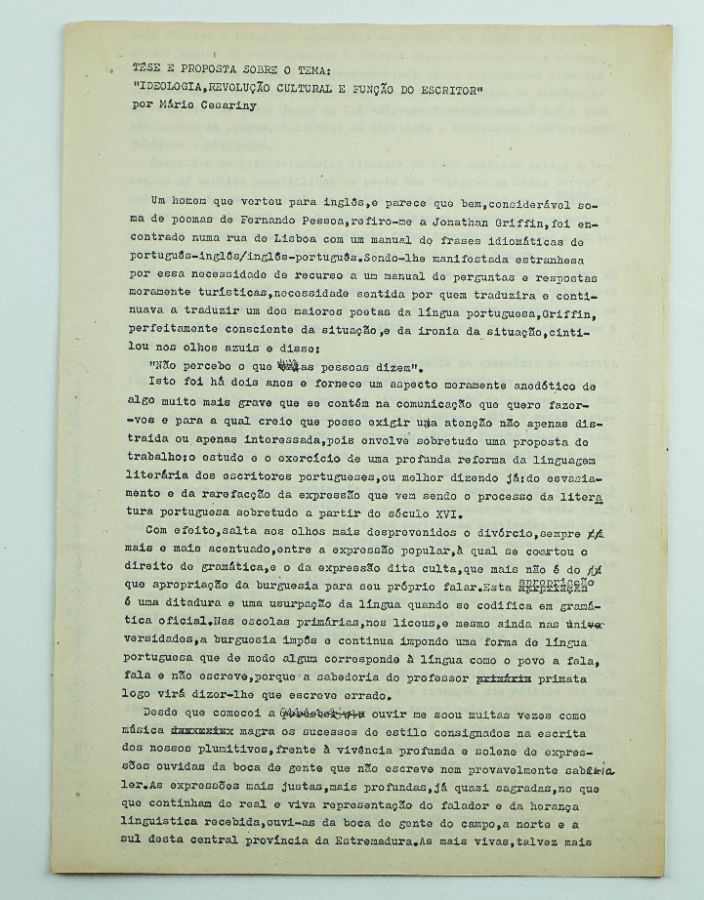 TÉSE E PROPOSTA SOBRE O TEMA:
"IDEOLOGIA,REVOLUÇÃO CULTURAL E FUNÇÃO DO ESCRITOR"
por Mário Cesariny
Um homem que verteu para inglês,e parece que bem,considerável so-
ma de poemas de Fernando Pessoa,refiro-me a Jonathan Griffin,foi en-
contrado numa rua de Lisboa com um manual de frases idiomáticas de
português-inglês/inglês-português.Sendo-lhe manifestada estranhesa
por essa necessidade de recurso a um manual de perguntas e respostas
meramente turísticas,necessidade sentida por quem traduzira e conti-
nuava a traduzir um dos maiores poetas da língua portuguesa,Griffin,
perfeitamente consciente da situação,e da ironia da situação,cinti-
lou nos olhos azuis e disse:
"Não percebo o que as pessoas dizem".
Isto foi há dois anos e fornece um aspecto meramente anedótico de
algo muito mais grave que se contém na comunicação que quero fazer-
-vos e para a qual creio que posso exigir uma atenção não apenas dis-
traída ou apenas interessada,pois envolve sobretudo uma proposta de
trabalho:o estudo e o exercício de uma profunda reforma da linguagem
literária dos escritores portugueses,ou melhor dizendo já:do esvasia-
mento e da rarefacção da expressão que vem sendo o processo da litera
tura portuguesa sobretudo a partir do século XVI.
Com efeito,salta aos olhos mais desprevenidos o divórcio,sempre
mais e mais acentuado,entre a expressão popular,à qual se coartou o
direito de gramática,e o da expressão dita culta,que mais não é do
que apropriação da burguesia para seu próprio falar.Esta apropriação
é uma ditadura e uma usurpação da língua quando se codifica em gramá-
tica oficial.Nas escolas primárias,nos liceus,e mesmo ainda nas unive
versidades,a burguesia impôs e continua impondo uma forma de língua
portuguesa que de modo algum corresponde à língua como o povo a fala,
fala e não escreve,porque a sabedoria do professor primário primata
logo virá dizer-lhe que escreve errado.
Desde que comecei a ouvir me soou muitas vezes como
música magra os sucessos de estilo consignados na escrita
dos nossos plumitivos,frente à vivência profunda e solene de expres-
sões ouvidas da boca de gente que não escreve nem provavelmente saberia
ler.As expressões mais justas,mais profundas,já quasi sagradas,no que
que continham de real e viva representação do falador e da herança
linguistica recebida,ouvi-as da boca de gente do campo,a norte e a
sul desta central província da Estremadura.As mais vivas,talvez mais